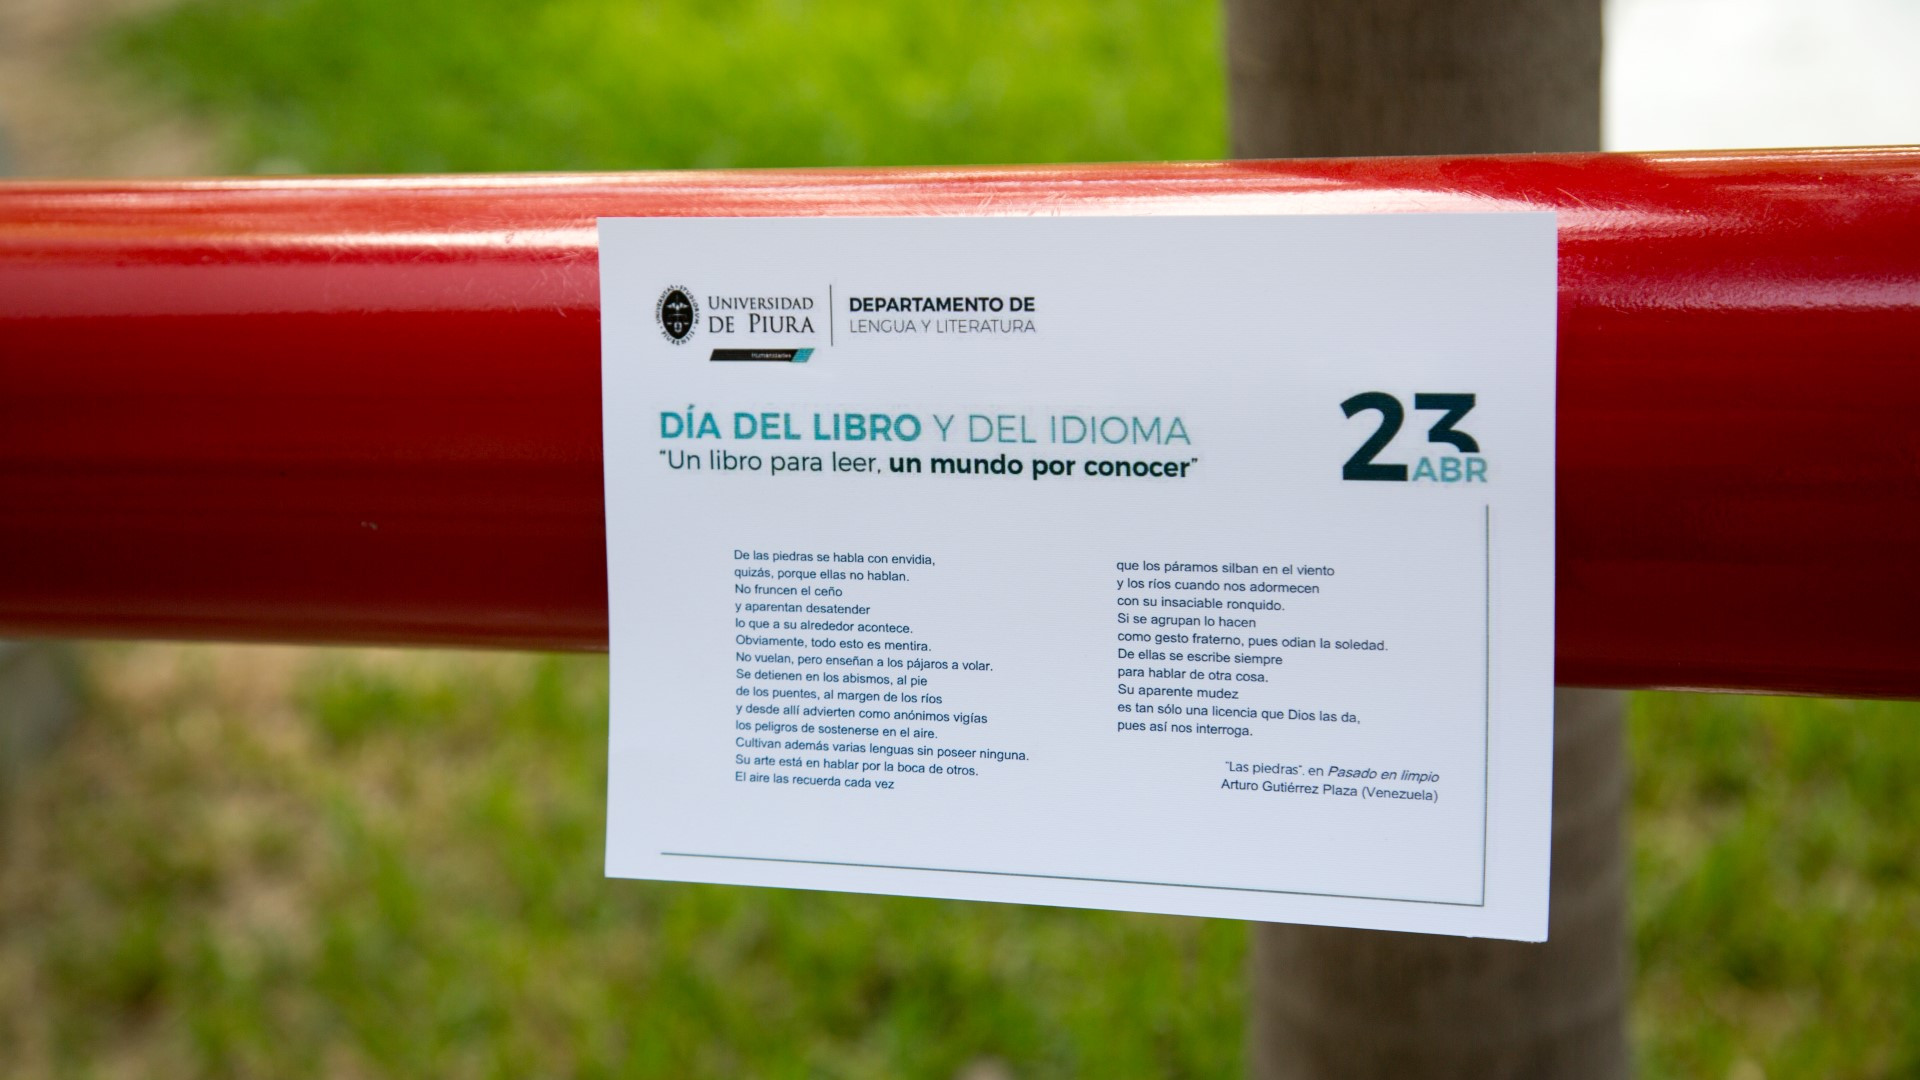 UNIVERSIDAD
DE PIURA
Humanidades
DEPARTAMENTO DE
LENGUA Y LITERATURA
DÍA DEL LIBRO Y DEL IDIOMA
"Un libro para leer, un mundo por conocer"
23
ABR
De las piedras se habla con envidia,
quizás, porque ellas no hablan.
No fruncen el ceño
y aparentan desatender
lo que a su alrededor acontece.
Obviamente, todo esto es mentira.
No vuelan, pero enseñan a los pájaros a volar.
Se detienen en los abismos, al pie
de los puentes, al margen de los ríos
y desde allí advierten como anónimos vigías
los peligros de sostenerse en el aire.
Cultivan además varias lenguas sin poseer ninguna.
Su arte está en hablar por la boca de otros.
El aire las recuerda cada vez
que los páramos silban en el viento
y los ríos cuando nos adormecen
con su insaciable ronquido.
Si se agrupan lo hacen
como gesto fraterno, pues odian la soledad.
De ellas se escribe siempre
para hablar de otra cosa.
Su aparente mudez
es tan sólo una licencia que Dios las da,
pues así nos interroga.
"Las piedras". en Pasado en limpio
Arturo Gutiérrez Plaza (Venezuela)